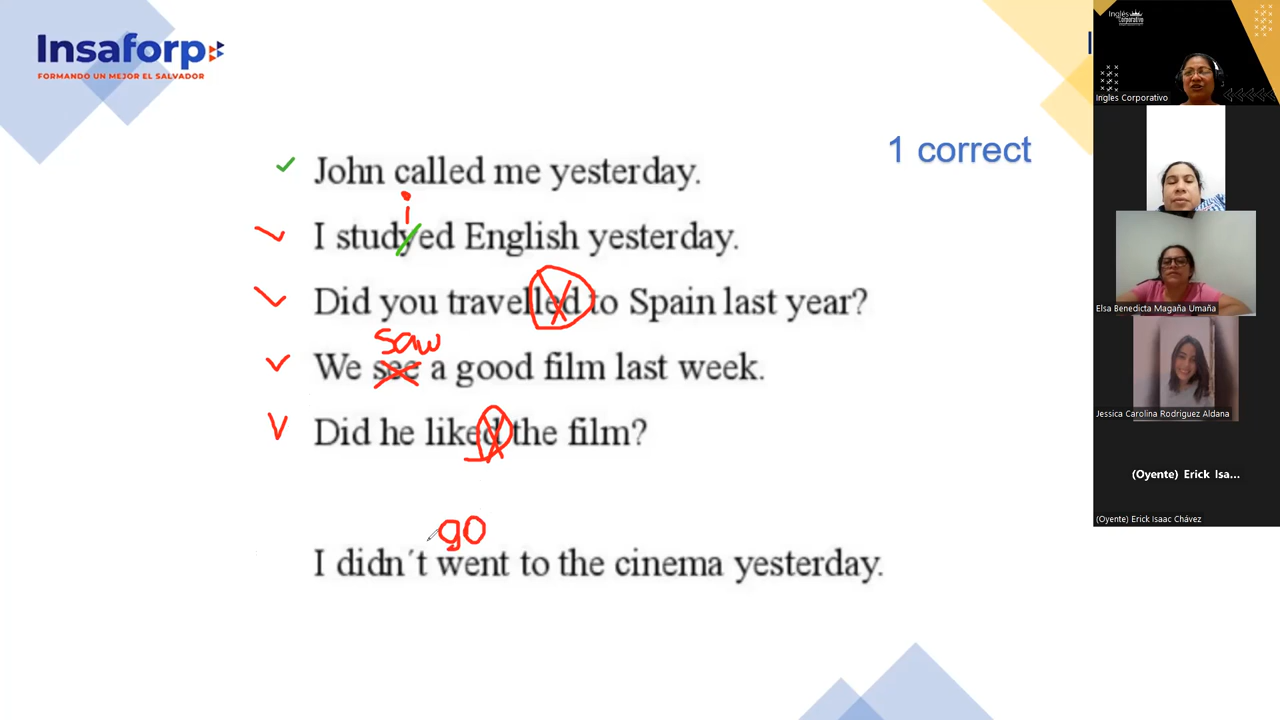 Insaforp
FORMANDO UN MEJOR EL SALVADOR
1 correct
John called me yesterday.
i
I studyed English yesterday.
Did you travelled to Spain last year?
saw
We see a good film last week.
Did he liked the film?
go
I didn´t went to the cinema yesterday.
Inglés
Corporativo
Ingles Corporativo
Elsa Benedicta Magaña Umaña
Jessica Carolina Rodriguez Aldana
(Oyente) Erick Isa...
(Oyente) Erick Isaac Chávez